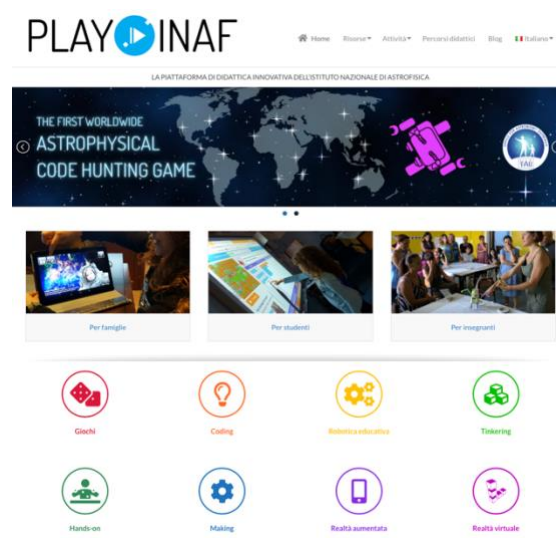 PLAY INAF
Home Risorse Attività Percorsi didattici Blog Italiano
LA PIATTAFORMA DI DIDATTICA INNOVATIVA DELL'ISTITUTO NAZIONALE DI ASTROFISICA
THE FIRST WORLDWIDE
ASTROPHYSICAL
CODE HUNTING GAME
IAU
Per famiglie Per studenti Per insegnanti
Giochi Coding Robotica educativa Tinkering
Hands-on Making Realtà aumentata Realtà virtuale